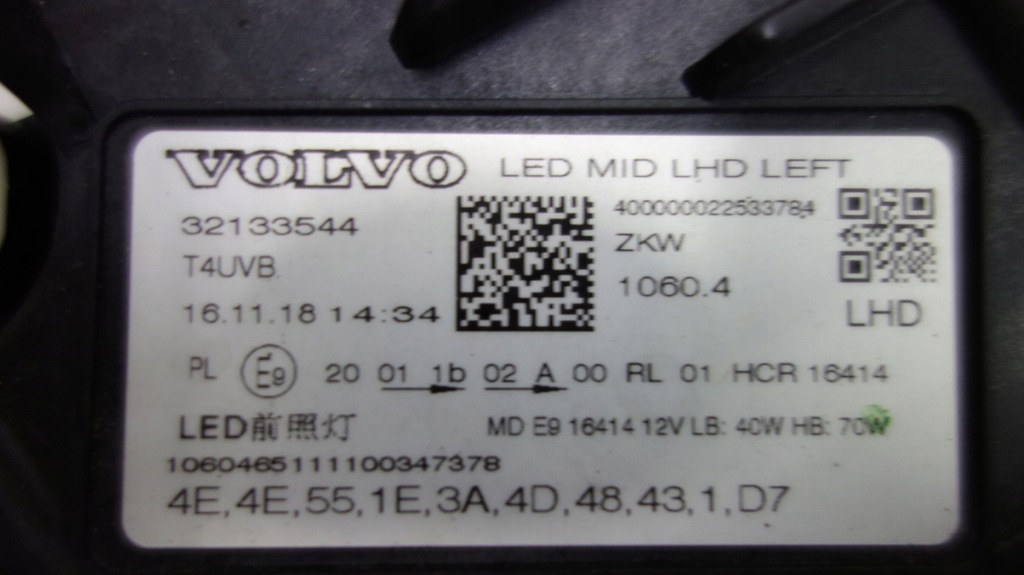 VOLVO LED MID LHD LEFT
32133544 400000022533784
T4UVB ZKW
16.11.18 14:34 1060.4 LHD
PL E9 20 01 1b 02 A 00 RL 01 HCR 16414
LED前照灯 MD E9 16414 12V LB: 40W HB: 70W
1060465111100347378
4E,4E,55,1E,3A,4D,48,43,1,D7